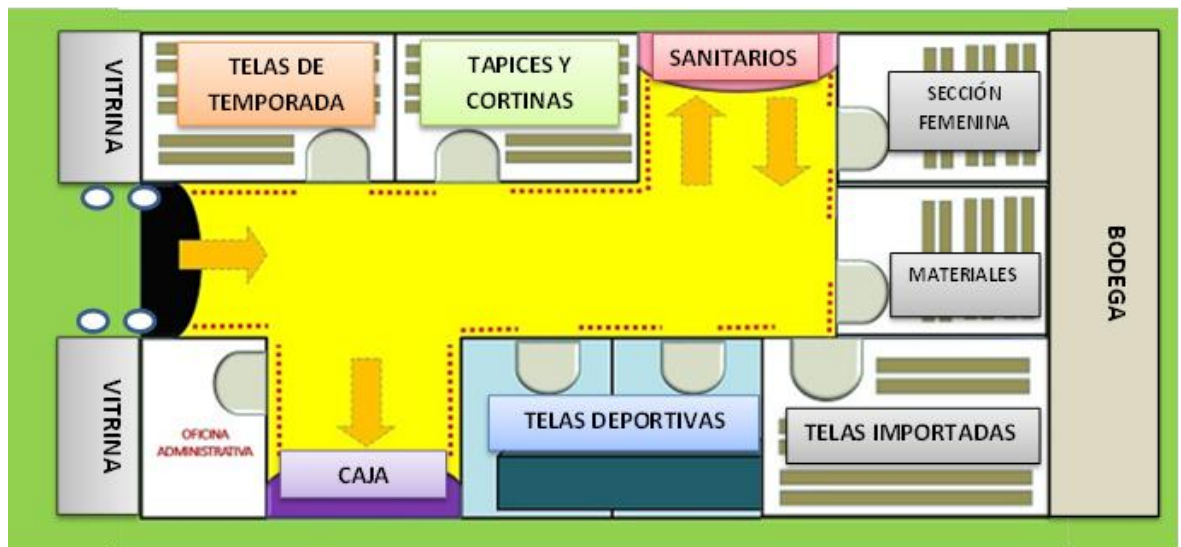 VITRINA
TELAS DE
TEMPORADA
TAPICES Y
CORTINAS
SANITARIOS
SECCIÓN
FEMENINA
MATERIALES
BODEGA
VITRINA
OFICINA
ADMINISTRATIVA
CAJA
TELAS DEPORTIVAS
TELAS IMPORTADAS